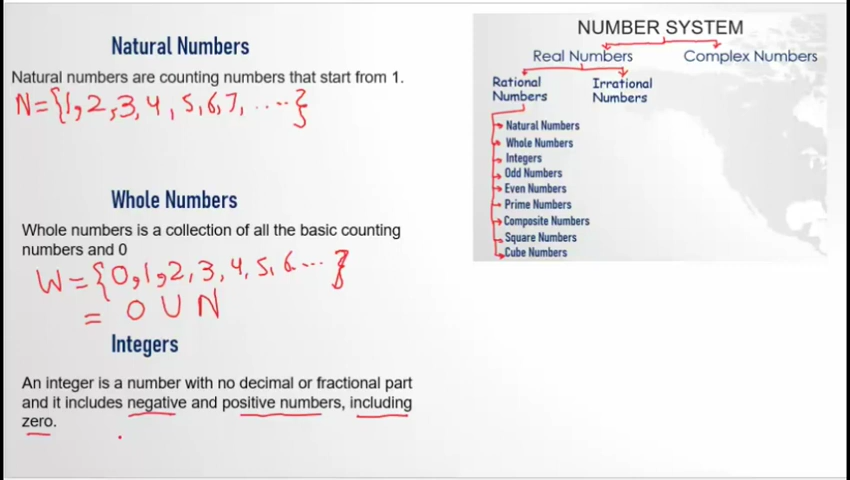 Natural Numbers
Natural numbers are counting numbers that start from 1.
N={1,2,3,4,5,6,7,.....}
Whole Numbers
Whole numbers is a collection of all the basic counting
numbers and 0
W={0,1,2,3,4,5,6...}
= 0 U N
Integers
An integer is a number with no decimal or fractional part
and it includes negative and positive numbers, including
zero.
NUMBER SYSTEM
Real Numbers Complex Numbers
Rational Irrational
Numbers Numbers
Natural Numbers
Whole Numbers
Integers
Odd Numbers
Even Numbers
Prime Numbers
Composite Numbers
Square Numbers
Cube Numbers